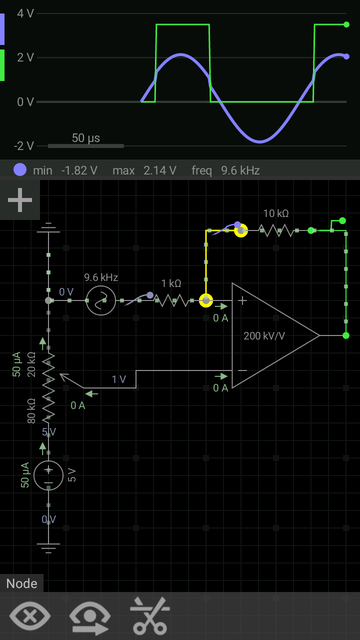 4 V
2 V
0 V
50 µs
-2 V
min -1.82 V max 2.14 V freq 9.6 kHz
+
10 kΩ
9.6 kHz
0 V
1 kΩ
+
0 A
200 kV/V
50 µA
20 kΩ
1 V
−
0 A
0 A
80 kΩ
5 V
50 µA
+
−
5 V
0 V
Node